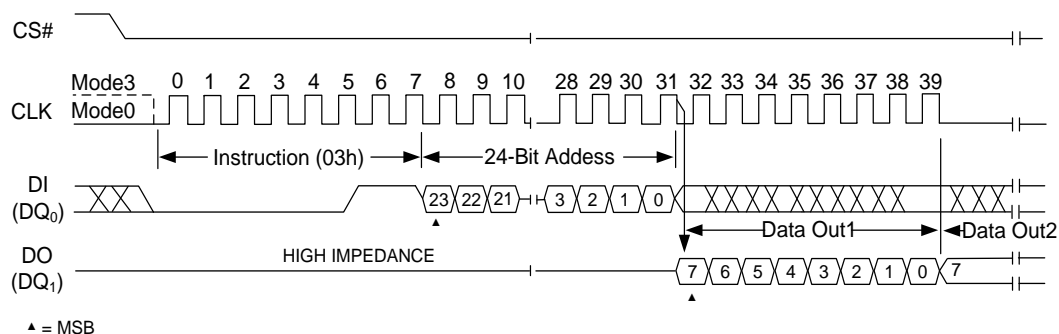 CS#
Mode3
Mode0
CLK
0 1 2 3 4 5 6 7 8 9 10 28 29 30 31 32 33 34 35 36 37 38 39
Instruction (03h)
24-Bit Addess
DI
(DQ0)
23 22 21 3 2 1 0
Data Out1
Data Out2
DO
(DQ1)
HIGH IMPEDANCE
7 6 5 4 3 2 1 0 7
▲ = MSB